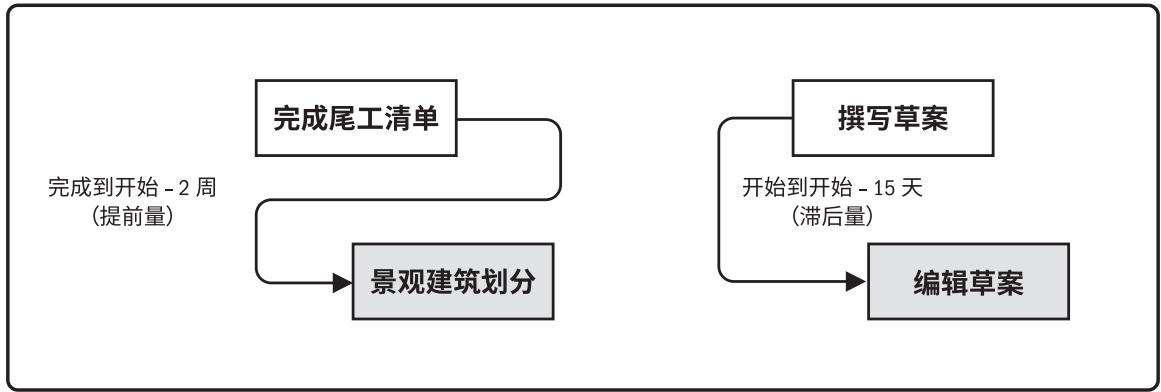 完成尾工清单
撰写草案
完成到开始 – 2 周
（提前量）
开始到开始 – 15 天
（滞后量）
景观建筑划分
编辑草案